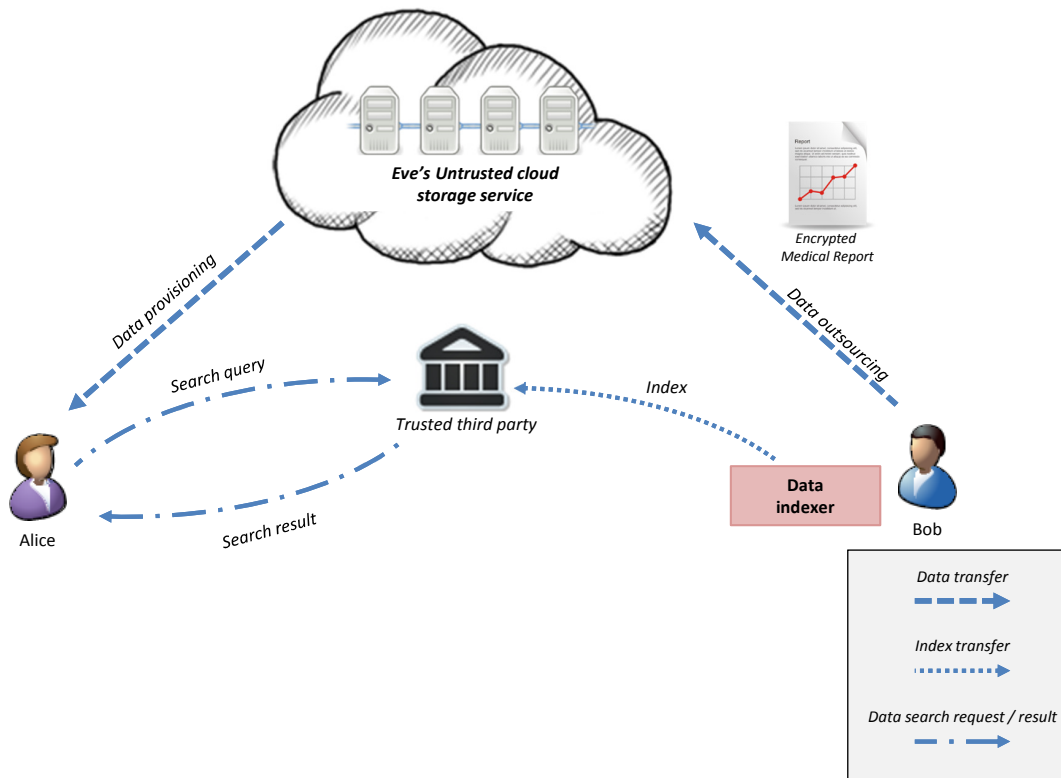 Eve's Untrusted cloud
storage service
Report
Encrypted
Medical Report
Data provisioning
Data outsourcing
Search query
Index
Trusted third party
Data
indexer
Search result
Alice
Bob
Data transfer
Index transfer
Data search request / result